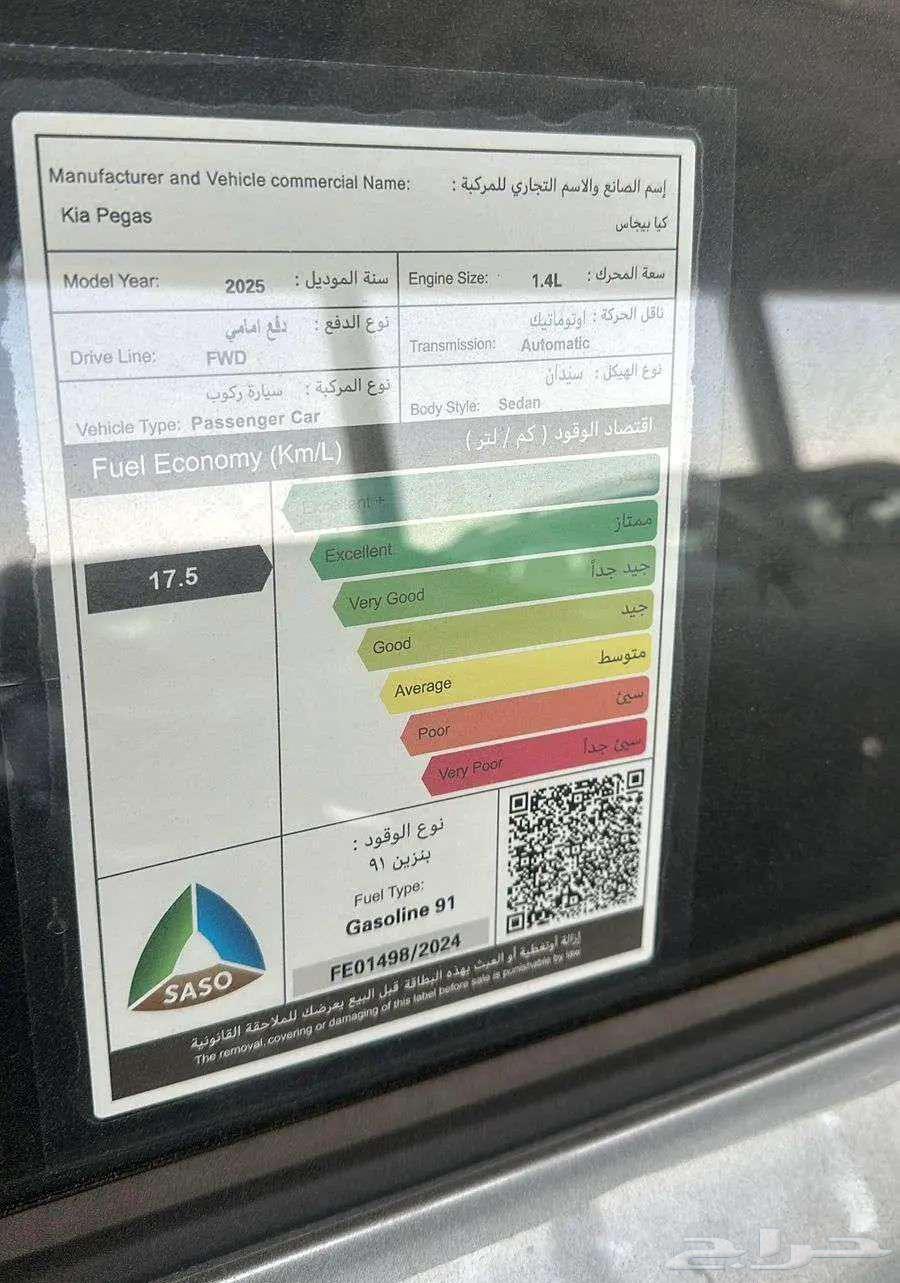 Manufacturer and Vehicle commercial Name: إسم الصانع والاسم التجاري للمركبة :
Kia Pegas كيا بيجاس
Model Year: 2025 سنة الموديل :
Engine Size: 1.4L سعة المحرك :
نوع الدفع : دفع امامي
Drive Line: FWD
ناقل الحركة : اوتوماتيك
Transmission: Automatic
نوع المركبة : سيارة ركوب
Vehicle Type: Passenger Car
نوع الهيكل : سيدان
Body Style: Sedan
Fuel Economy (Km/L) اقتصاد الوقود ( كم / لتر )
Excellent +
17.5
Excellent ممتاز
Very Good جيد جداً
Good جيد
Average متوسط
Poor سيئ
Very Poor سيئ جداً
نوع الوقود :
بنزين ٩١
Fuel Type:
Gasoline 91
FE01498/2024
SASO
إزالة أوتغطية أو العبث بهذه البطاقة قبل البيع يعرضك للملاحقة القانونية
The removal, covering or damaging of this label before sale is punishable by law
حراج